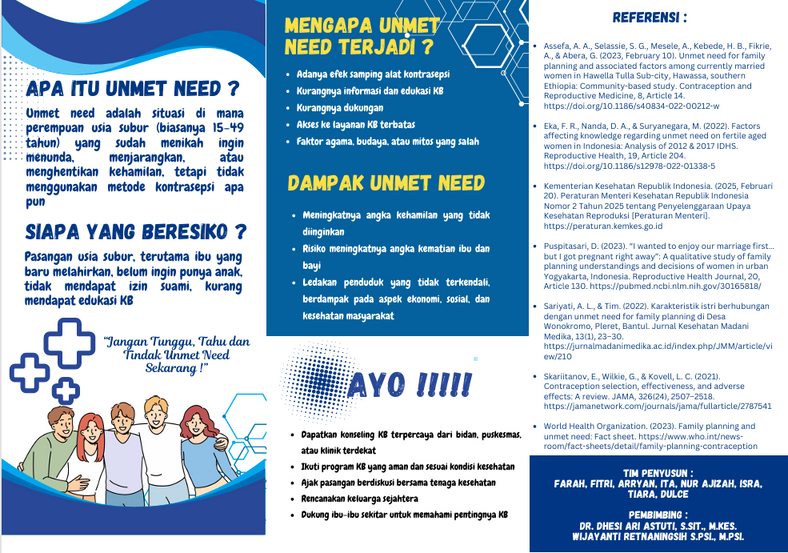 APA ITU UNMET NEED ?
Unmet need adalah situasi di mana
perempuan usia subur (biasanya 15-49
tahun) yang sudah menikah ingin
menunda, menjarangkan, atau
menghentikan kehamilan, tetapi tidak
menggunakan metode kontrasepsi apa
pun
SIAPA YANG BERESIKO ?
Pasangan usia subur, terutama ibu yang
baru melahirkan, belum ingin punya anak,
tidak mendapat izin suami, kurang
mendapat edukasi KB
"Jangan Tunggu, Tahu dan
Tindak Unmet Need
Sekarang !"
MENGAPA UNMET
NEED TERJADI ?
• Adanya efek samping alat kontrasepsi
• Kurangnya informasi dan edukasi KB
• Kurangnya dukungan
• Akses ke layanan KB terbatas
• Faktor agama, budaya, atau mitos yang salah
DAMPAK UNMET NEED
• Meningkatnya angka kehamilan yang tidak
diinginkan
• Risiko meningkatnya angka kematian ibu dan
bayi
• Ledakan penduduk yang tidak terkendali,
berdampak pada aspek ekonomi, sosial, dan
kesehatan masyarakat
AYO !!!!!
• Dapatkan konseling KB terpercaya dari bidan, puskesmas,
atau klinik terdekat
• Ikuti program KB yang aman dan sesuai kondisi kesehatan
• Ajak pasangan berdiskusi bersama tenaga kesehatan
• Rencanakan keluarga sejahtera
• Dukung ibu-ibu sekitar untuk memahami pentingnya KB
REFERENSI :
• Assefa, A. A., Selassie, S. G., Mesele, A., Kebede, H. B., Fikrie,
A., & Abera, G. (2023, February 10). Unmet need for family
planning and associated factors among currently married
women in Hawella Tulla Sub-city, Hawassa, southern
Ethiopia: Community-based study. Contraception and
Reproductive Medicine, 8, Article 14.
https://doi.org/10.1186/s40834-022-00212-w
• Eka, F. R., Nanda, D. A., & Suryanegara, M. (2022). Factors
affecting knowledge regarding unmet need on fertile aged
women in Indonesia: Analysis of 2012 & 2017 IDHS.
Reproductive Health, 19, Article 204.
https://doi.org/10.1186/s12978-022-01338-5
• Kementerian Kesehatan Republik Indonesia. (2025, Februari
20). Peraturan Menteri Kesehatan Republik Indonesia
Nomor 2 Tahun 2025 tentang Penyelenggaraan Upaya
Kesehatan Reproduksi [Peraturan Menteri].
https://peraturan.kemkes.go.id
• Puspitasari, D. (2023). "I wanted to enjoy our marriage first...
but I got pregnant right away": A qualitative study of family
planning understandings and decisions of women in urban
Yogyakarta, Indonesia. Reproductive Health Journal, 20,
Article 130. https://pubmed.ncbi.nlm.nih.gov/30165818/
• Sariyati, A. L., & Tim. (2022). Karakteristik istri berhubungan
dengan unmet need for family planning di Desa
Wonokromo, Pleret, Bantul. Jurnal Kesehatan Madani
Medika, 13(1), 23–30.
https://jurnalmadanimedika.ac.id/index.php/JMM/article/vi
ew/210
• Skariitanov, E., Wilkie, G., & Kovell, L. C. (2021).
Contraception selection, effectiveness, and adverse
effects: A review. JAMA, 326(24), 2507–2518.
https://jamanetwork.com/journals/jama/fullarticle/2787541
• World Health Organization. (2023). Family planning and
unmet need: Fact sheet. https://www.who.int/news-
room/fact-sheets/detail/family-planning-contraception
TIM PENYUSUN :
FARAH, FITRI, ARRYAN, ITA, NUR AJIZAH, ISRA,
TIARA, DULCE
PEMBIMBING :
DR. DHESI ARI ASTUTI, S.SIT., M.KES.
WIJAYANTI RETNANINGSIH S.PSI., M.PSI.